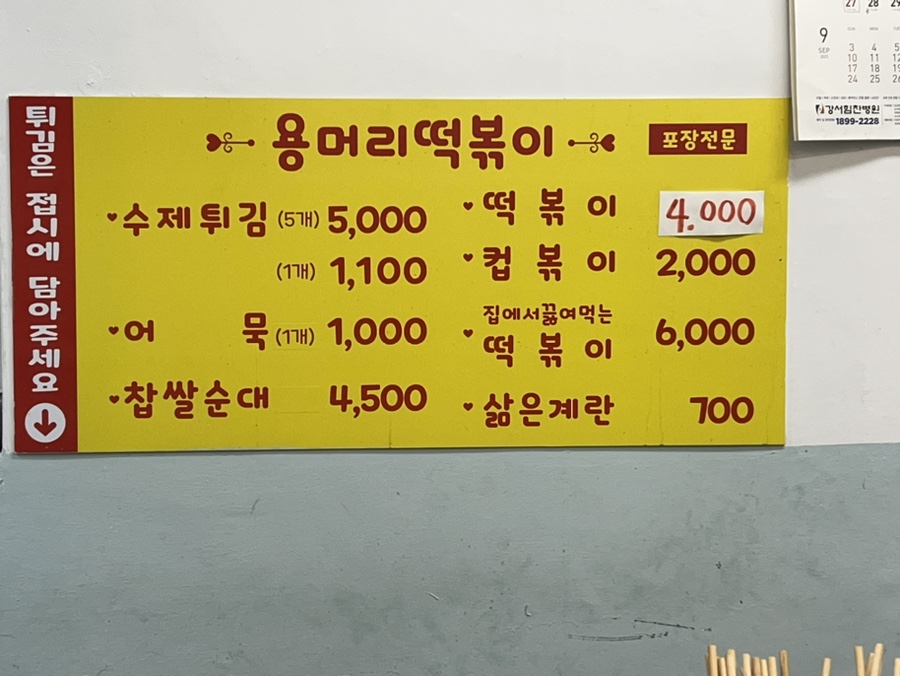 튀김은 접시에 담아주세요
용머리떡볶이
포장전문
수제튀김 (5개) 5,000
(1개) 1,100
어묵 (1개) 1,000
찹쌀순대 4,500
떡볶이 4.000
컵볶이 2,000
집에서끓여먹는
떡볶이 6,000
삶은계란 700
27 28 29
9
SEP
3 4 5
10 11 12
17 18 19
24 25 26
강서힘찬병원
1899-2228